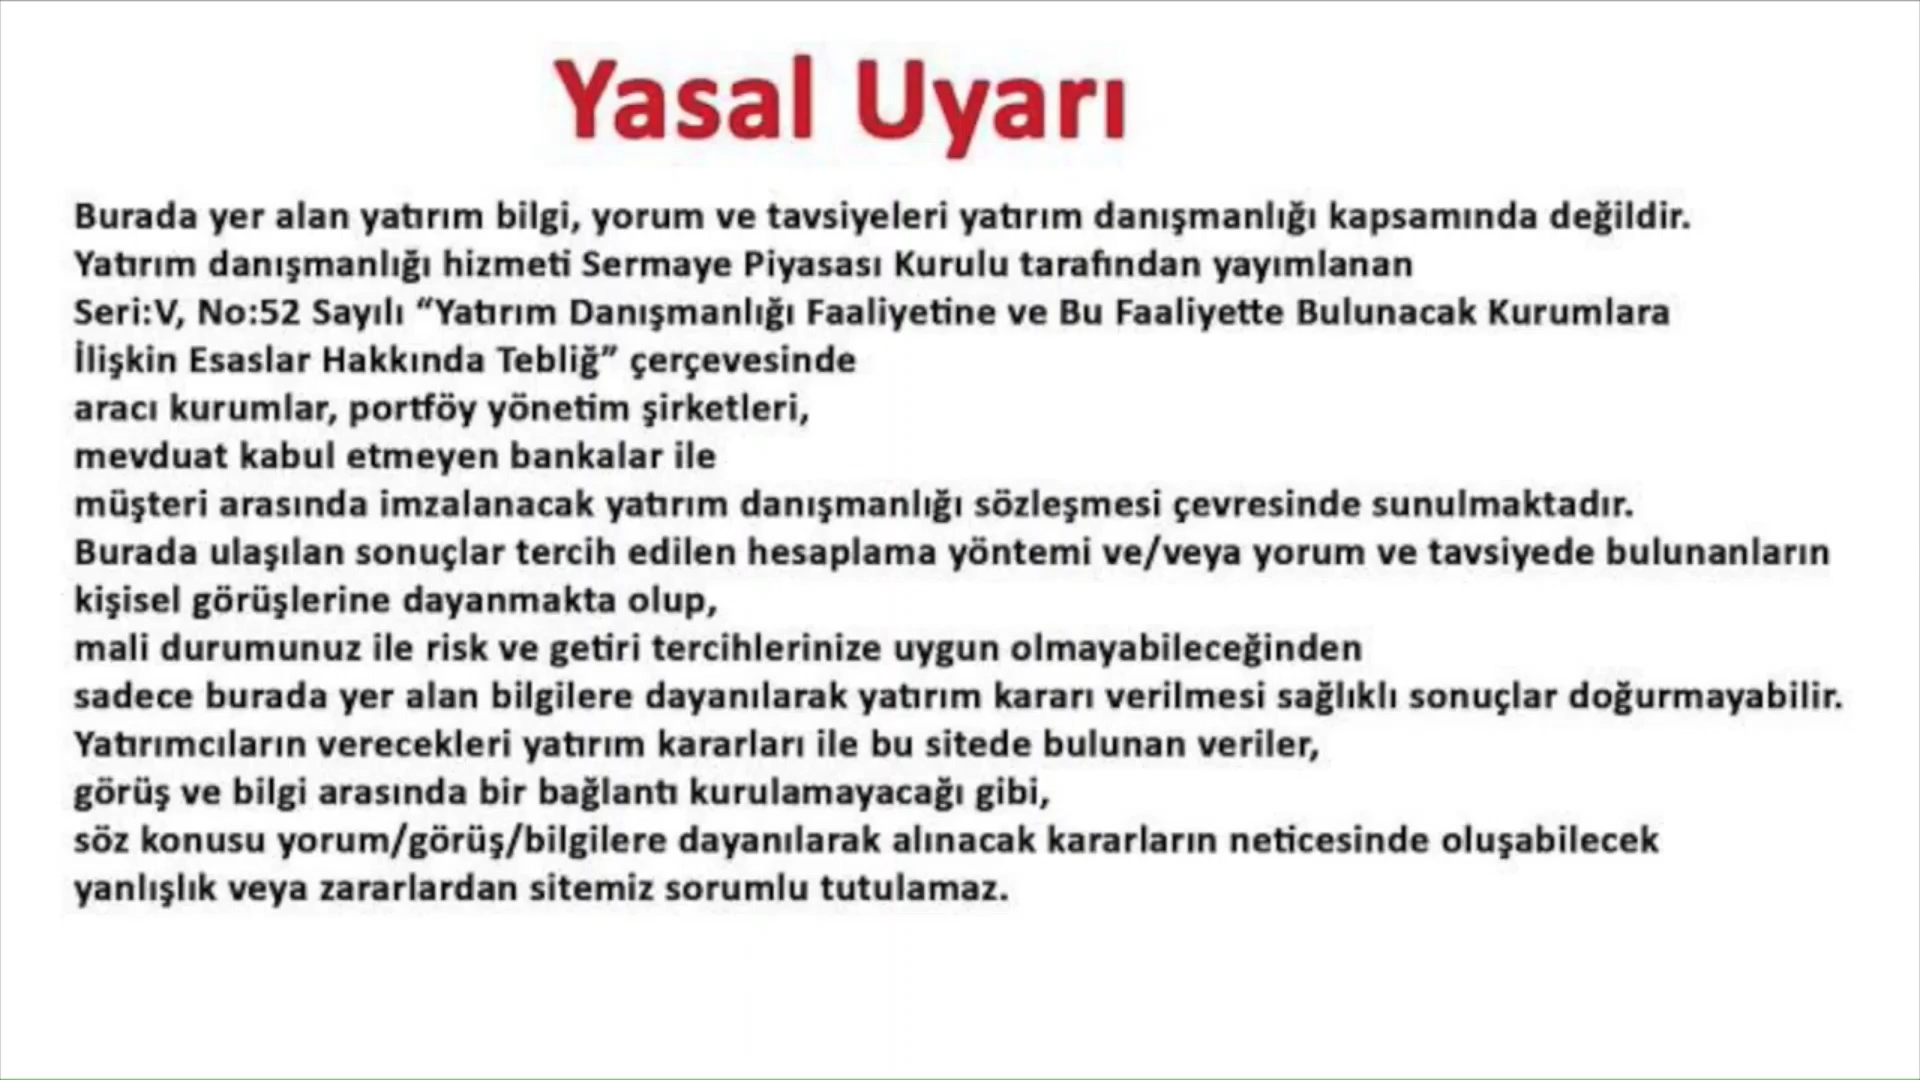 Yasal Uyarı
Burada yer alan yatırım bilgi, yorum ve tavsiyeleri yatırım danışmanlığı kapsamında değildir.
Yatırım danışmanlığı hizmeti Sermaye Piyasası Kurulu tarafından yayımlanan
Seri:V, No:52 Sayılı “Yatırım Danışmanlığı Faaliyetine ve Bu Faaliyette Bulunacak Kurumlara
İlişkin Esaslar Hakkında Tebliğ” çerçevesinde
aracı kurumlar, portföy yönetim şirketleri,
mevduat kabul etmeyen bankalar ile
müşteri arasında imzalanacak yatırım danışmanlığı sözleşmesi çevresinde sunulmaktadır.
Burada ulaşılan sonuçlar tercih edilen hesaplama yöntemi ve/veya yorum ve tavsiyede bulunanların
kişisel görüşlerine dayanmakta olup,
mali durumunuz ile risk ve getiri tercihlerinize uygun olmayabileceğinden
sadece burada yer alan bilgilere dayanılarak yatırım kararı verilmesi sağlıklı sonuçlar doğurmayabilir.
Yatırımcıların verecekleri yatırım kararları ile bu sitede bulunan veriler,
görüş ve bilgi arasında bir bağlantı kurulamayacağı gibi,
söz konusu yorum/görüş/bilgilere dayanılarak alınacak kararların neticesinde oluşabilecek
yanlışlık veya zararlardan sitemiz sorumlu tutulamaz.